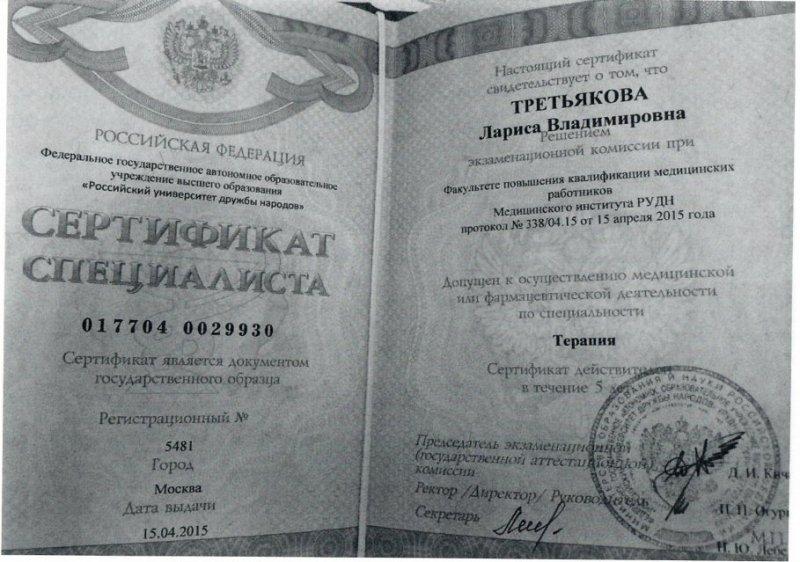 РОССИЙСКАЯ ФЕДЕРАЦИЯ
Федеральное государственное автономное образовательное
учреждение высшего образования
«Российский университет дружбы народов»
СЕРТИФИКАТ
СПЕЦИАЛИСТА
017704 0029930
Сертификат является документом
государственного образца
Регистрационный №
5481
Город
Москва
Дата выдачи
15.04.2015
Настоящий сертификат
свидетельствует о том, что
ТРЕТЬЯКОВА
Лариса Владимировна
Решением
экзаменационной комиссии при
Факультете повышения квалификации медицинских
работников
Медицинского института РУДН
протокол № 338/04.15 от 15 апреля 2015 года
Допущен к осуществлению медицинской
или фармацевтической деятельности
по специальности
Терапия
Сертификат действителен
в течение 5 лет
Председатель экзаменационной
(государственной аттестационной)
комиссии
Д. И.
Ректор /Директор/ Руководитель
Секретарь
М.П.
Н. Ю.